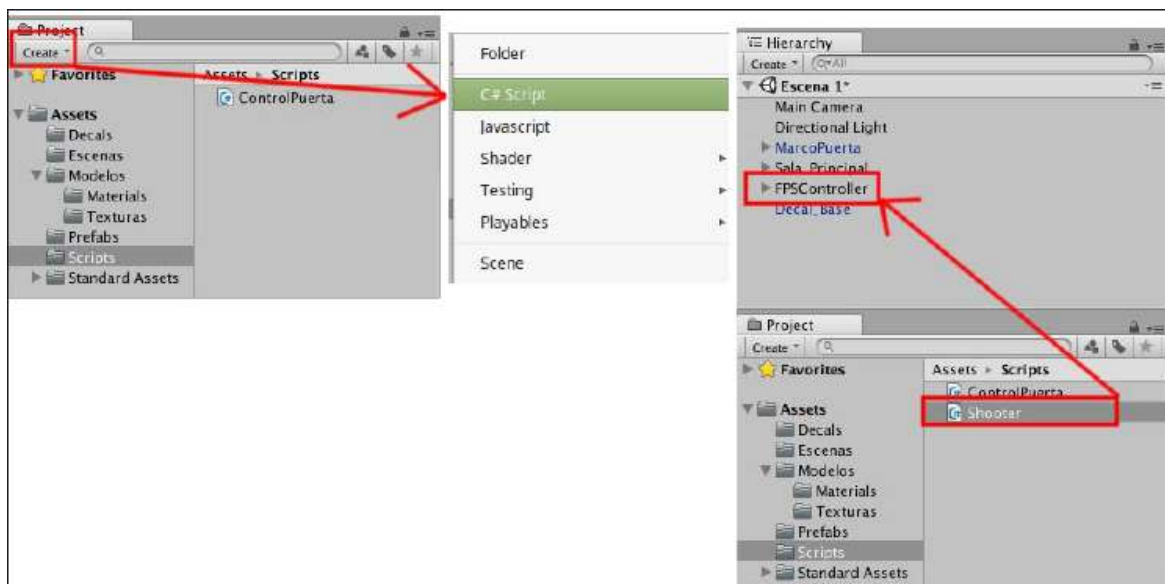 Project
Create
Favorites
Assets
Decals
Escenas
Modelos
Materials
Texturas
Prefabs
Scripts
Standard Assets
Assets Scripts
ControlPuerta
Folder
C# Script
Javascript
Shader
Testing
Playables
Scene
Hierarchy
Create All
Escena 1*
Main Camera
Directional Light
MarcoPuerta
Sala_Principal
FPSController
Decal_Base
Project
Create
Favorites
Assets
Decals
Escenas
Modelos
Materials
Texturas
Prefabs
Scripts
Standard Assets
Assets Scripts
ControlPuerta
Shooter